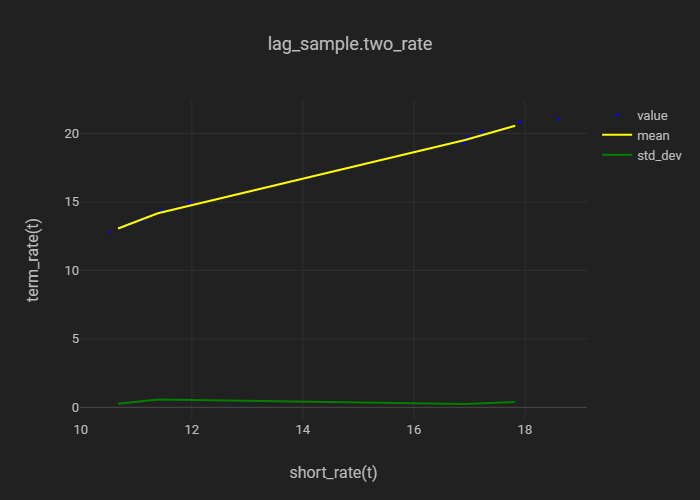 lag_sample.two_rate
value
mean
std_dev
term_rate(t)
20
15
10
5
0
10 12 14 16 18
short_rate(t)